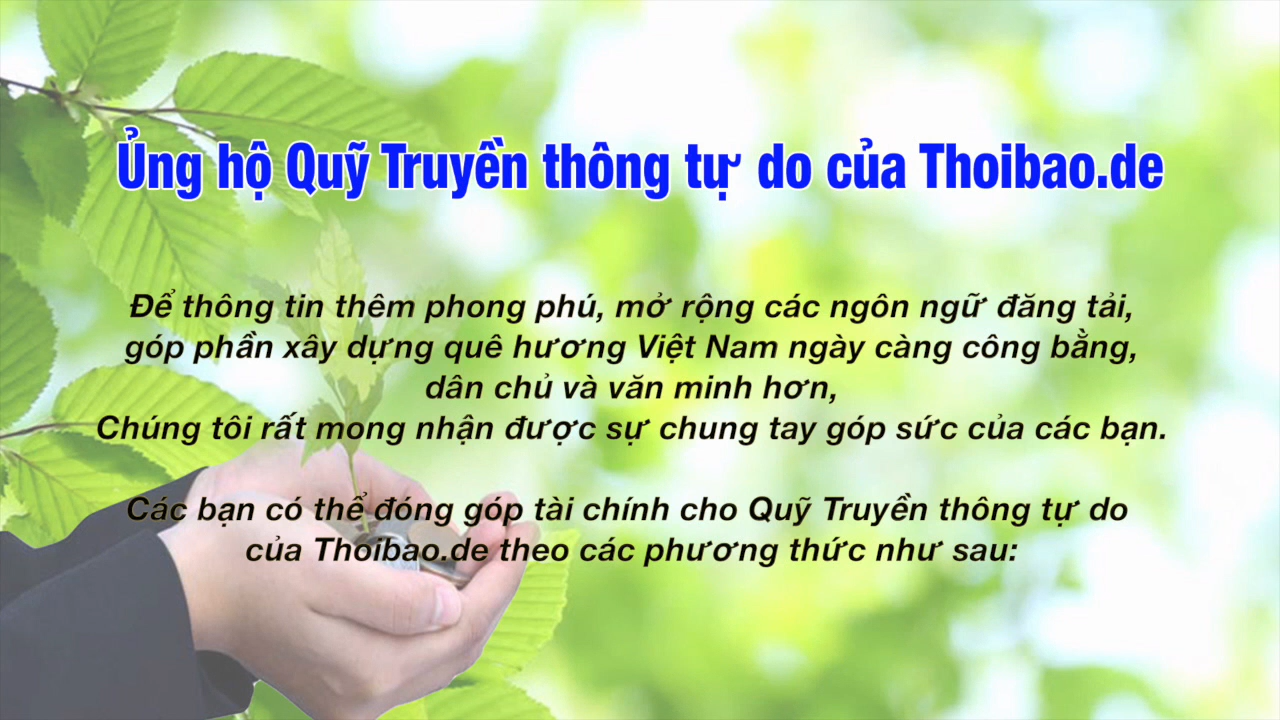 Ủng hộ Quỹ Truyền thông tự do của Thoibao.de
Để thông tin thêm phong phú, mở rộng các ngôn ngữ đăng tải,
góp phần xây dựng quê hương Việt Nam ngày càng công bằng,
dân chủ và văn minh hơn,
Chúng tôi rất mong nhận được sự chung tay góp sức của các bạn.
Các bạn có thể đóng góp tài chính cho Quỹ Truyền thông tự do
của Thoibao.de theo các phương thức như sau: